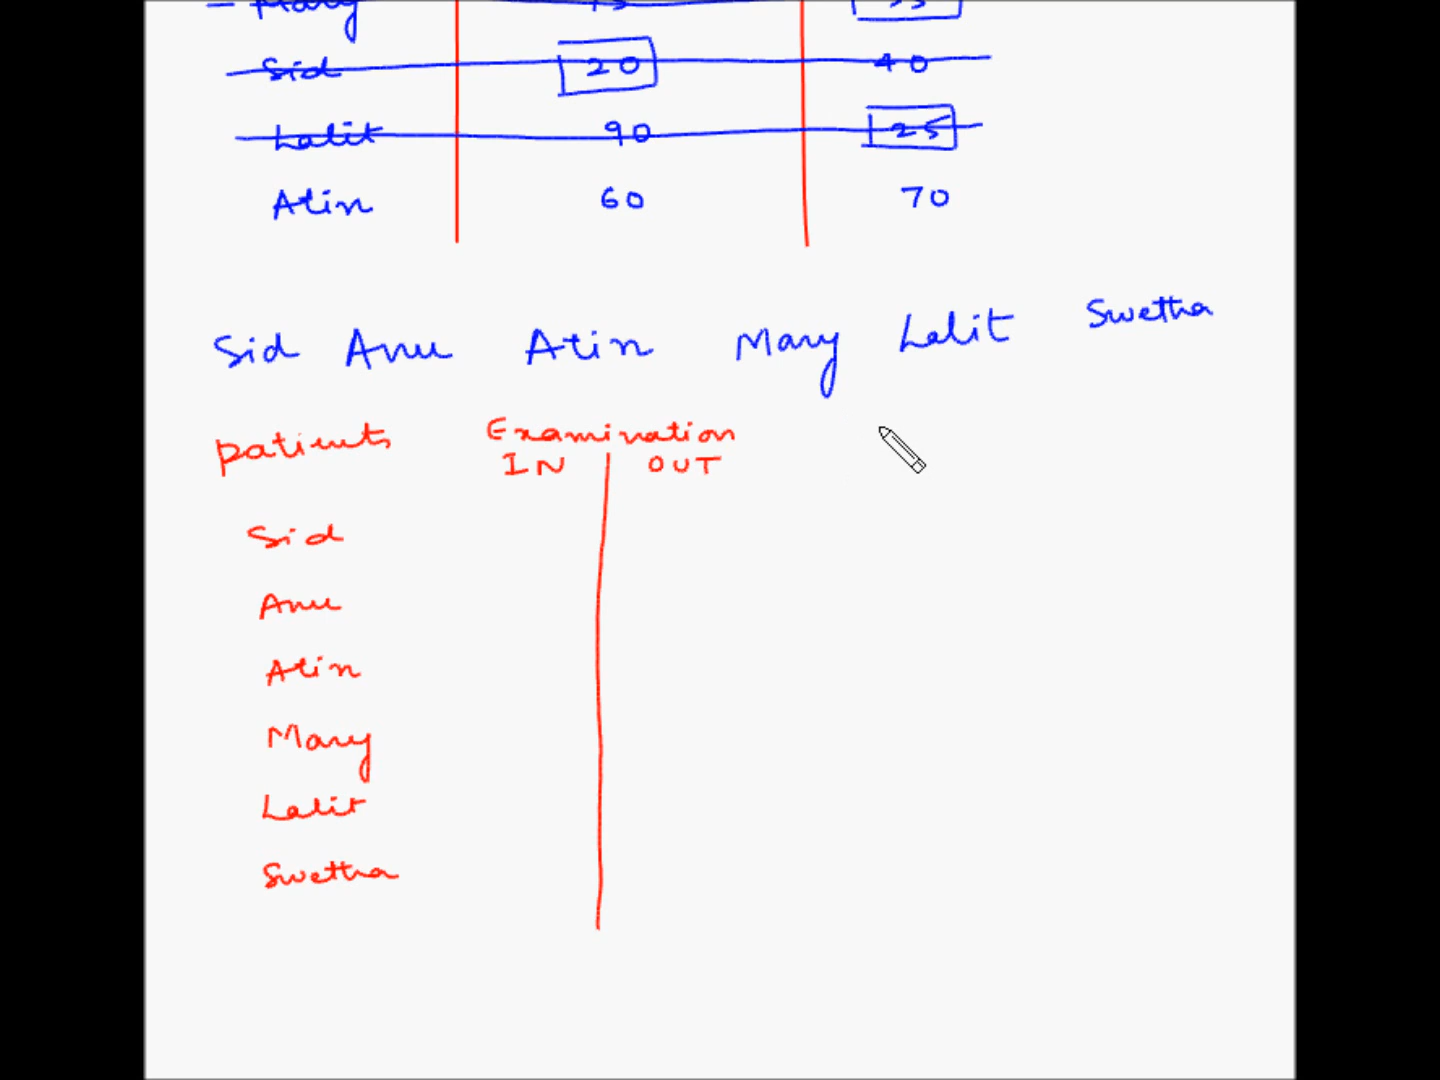 Mary
Sid 20 40
Lalit 90 25
Atin 60 70
Sid Anu Atin Mary Lalit Swetha
patients Examination
IN OUT
Sid
Anu
Atin
Mary
Lalit
Swetha